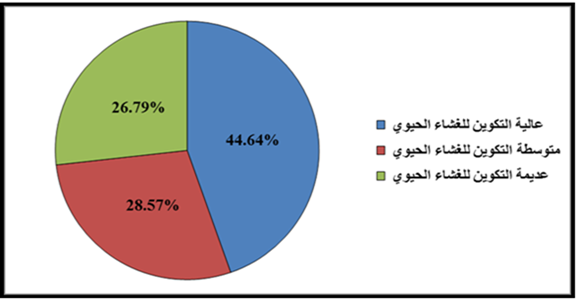 26.79%
44.64%
28.57%
عالية التكوين للغشاء الحيوي
متوسطة التكوين للغشاء الحيوي
عديمة التكوين للغشاء الحيوي